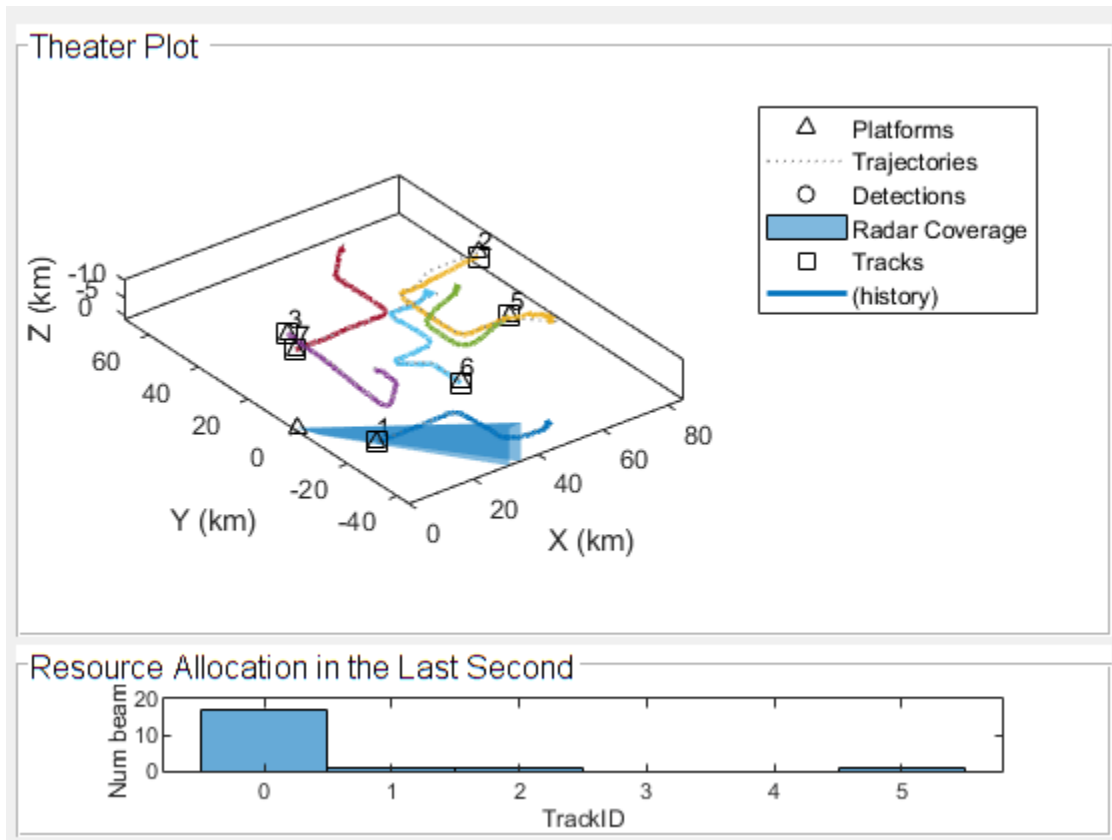 Theater Plot
Platforms
Trajectories
Detections
Radar Coverage
Tracks
(history)
Z (km)
-10
-5
0
60
40
20
0
-20
-40
Y (km)
0
20
40
60
80
X (km)
2
5
3
7
6
1
Resource Allocation in the Last Second
Num beam
20
10
0
0
1
2
3
4
5
TrackID